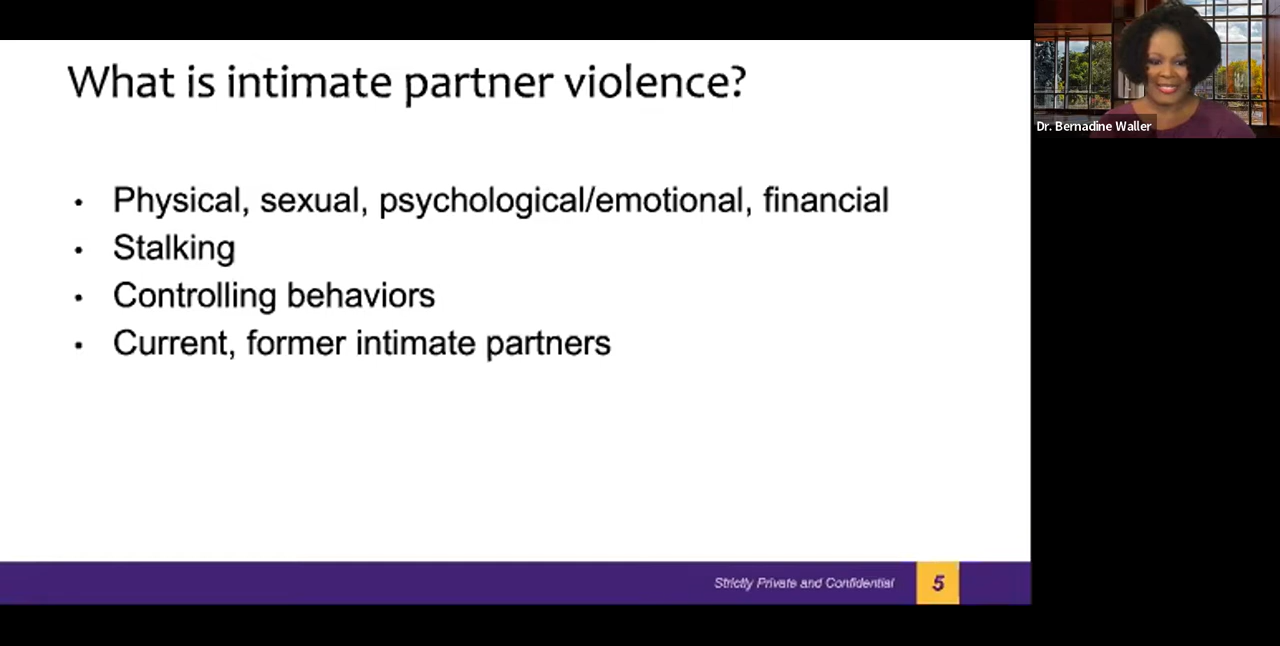 What is intimate partner violence?
• Physical, sexual, psychological/emotional, financial
• Stalking
• Controlling behaviors
• Current, former intimate partners
Strictly Private and Confidential
5
Dr. Bernadine Waller